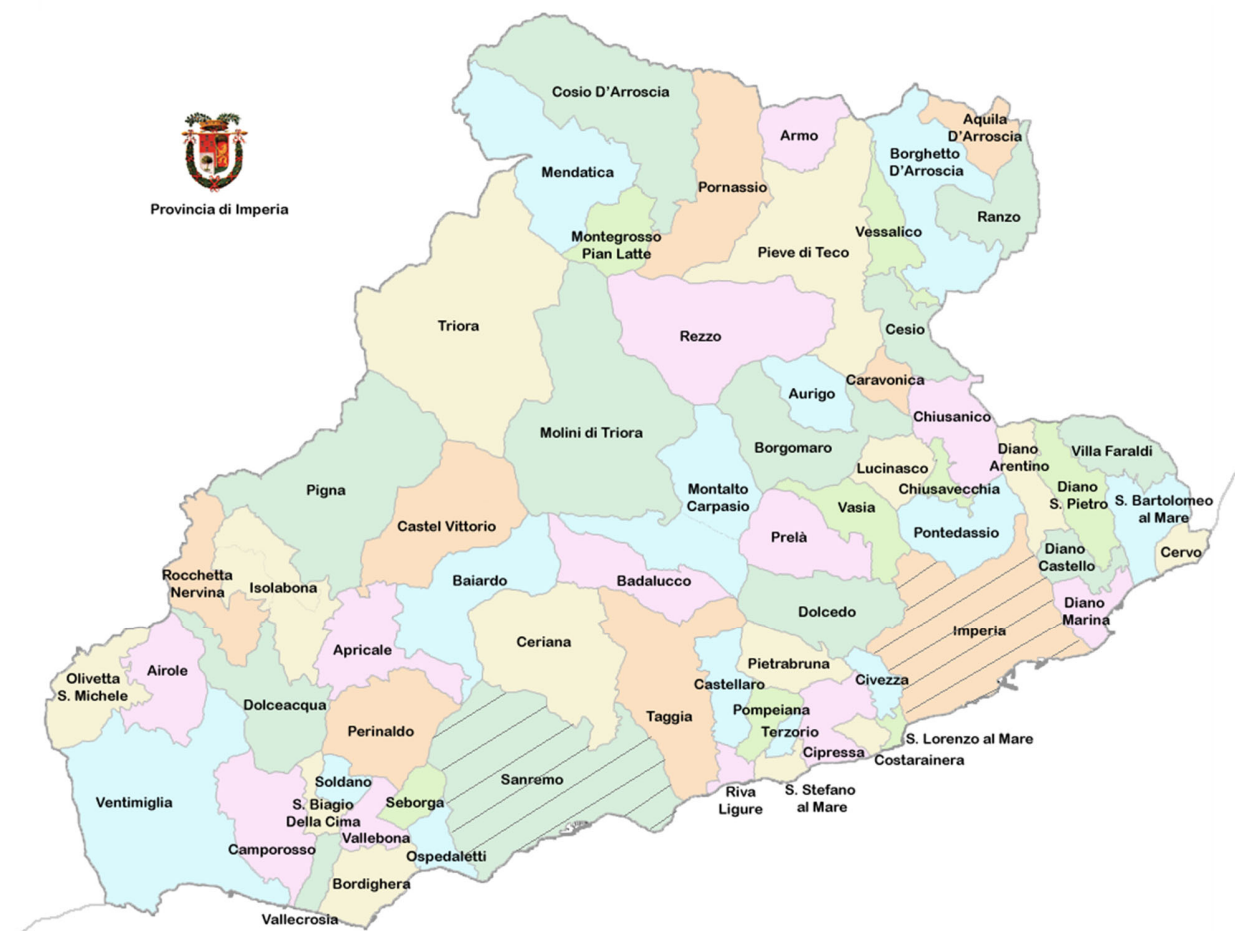 Cosio D'Arroscia
Aquila
D'Arroscia
Armo
Borghetto
D'Arroscia
Mendatica
Pornassio
Provincia di Imperia
Ranzo
Vessalico
Montegrosso
Pian Latte
Pieve di Teco
Triora
Cesio
Rezzo
Caravonica
Aurigo
Chiusanico
Molini di Triora
Borgomaro
Diano
Arentino
Villa Faraldi
Lucinasco
Pigna
Chiusavecchia
Diano
S. Pietro
Montalto
Carpasio
S. Bartolomeo
al Mare
Vasia
Castel Vittorio
Pontedassio
Prelà
Cervo
Diano
Castello
Rocchetta
Nervina
Isolabona
Baiardo
Badalucco
Dolcedo
Diano
Marina
Imperia
Ceriana
Apricale
Airole
Pietrabruna
Olivetta
S. Michele
Civezza
Castellaro
Dolceacqua
Pompeiana
Taggia
Perinaldo
Terzorio
S. Lorenzo al Mare
Cipressa
Costarainera
Sanremo
Soldano
Riva
Ligure
S. Stefano
al Mare
Ventimiglia
S. Biagio
Della Cima
Seborga
Vallebona
Camporosso
Ospedaletti
Bordighera
Vallecrosia